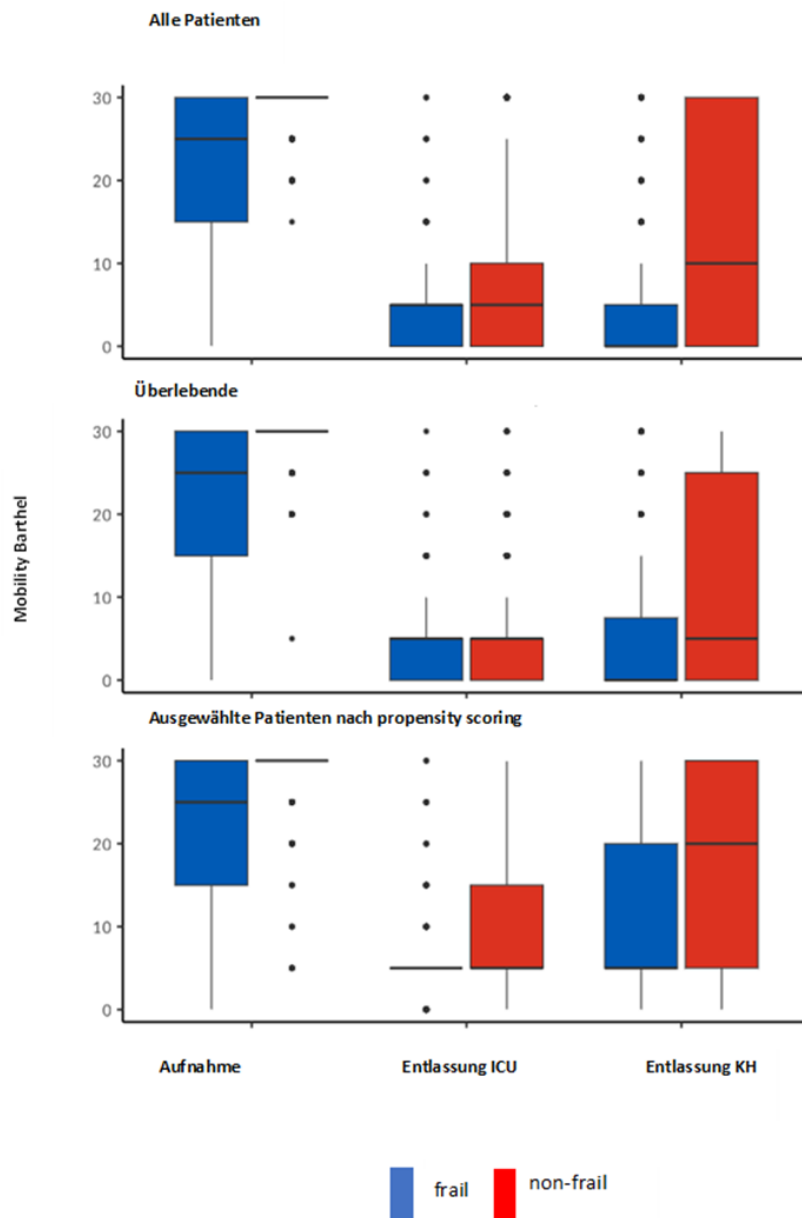 Alle Patienten
30
20
10
0
Überlebende
30
20
10
0
Mobility Barthel
Ausgewählte Patienten nach propensity scoring
30
20
10
0
Aufnahme Entlassung ICU Entlassung KH
frail non-frail